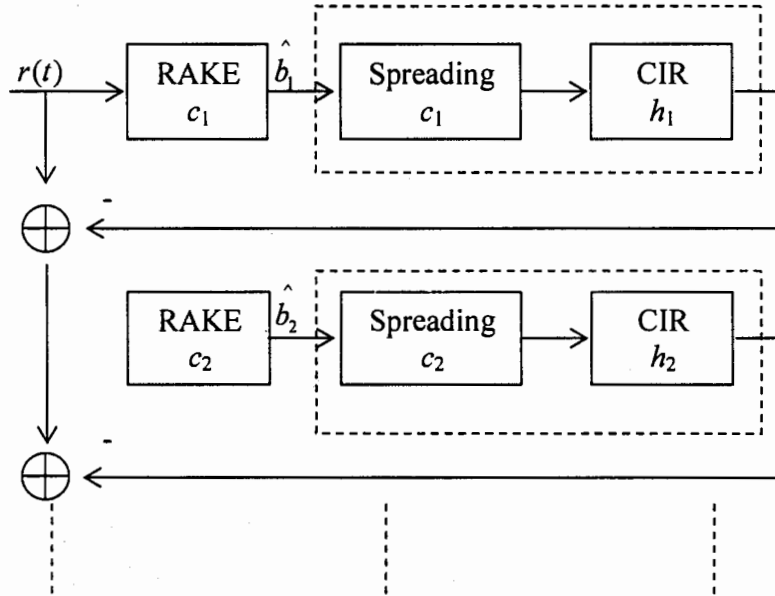 r(t)
RAKE
c₁
b̂₁
Spreading
c₁
CIR
h₁
-
RAKE
c₂
b̂₂
Spreading
c₂
CIR
h₂
-